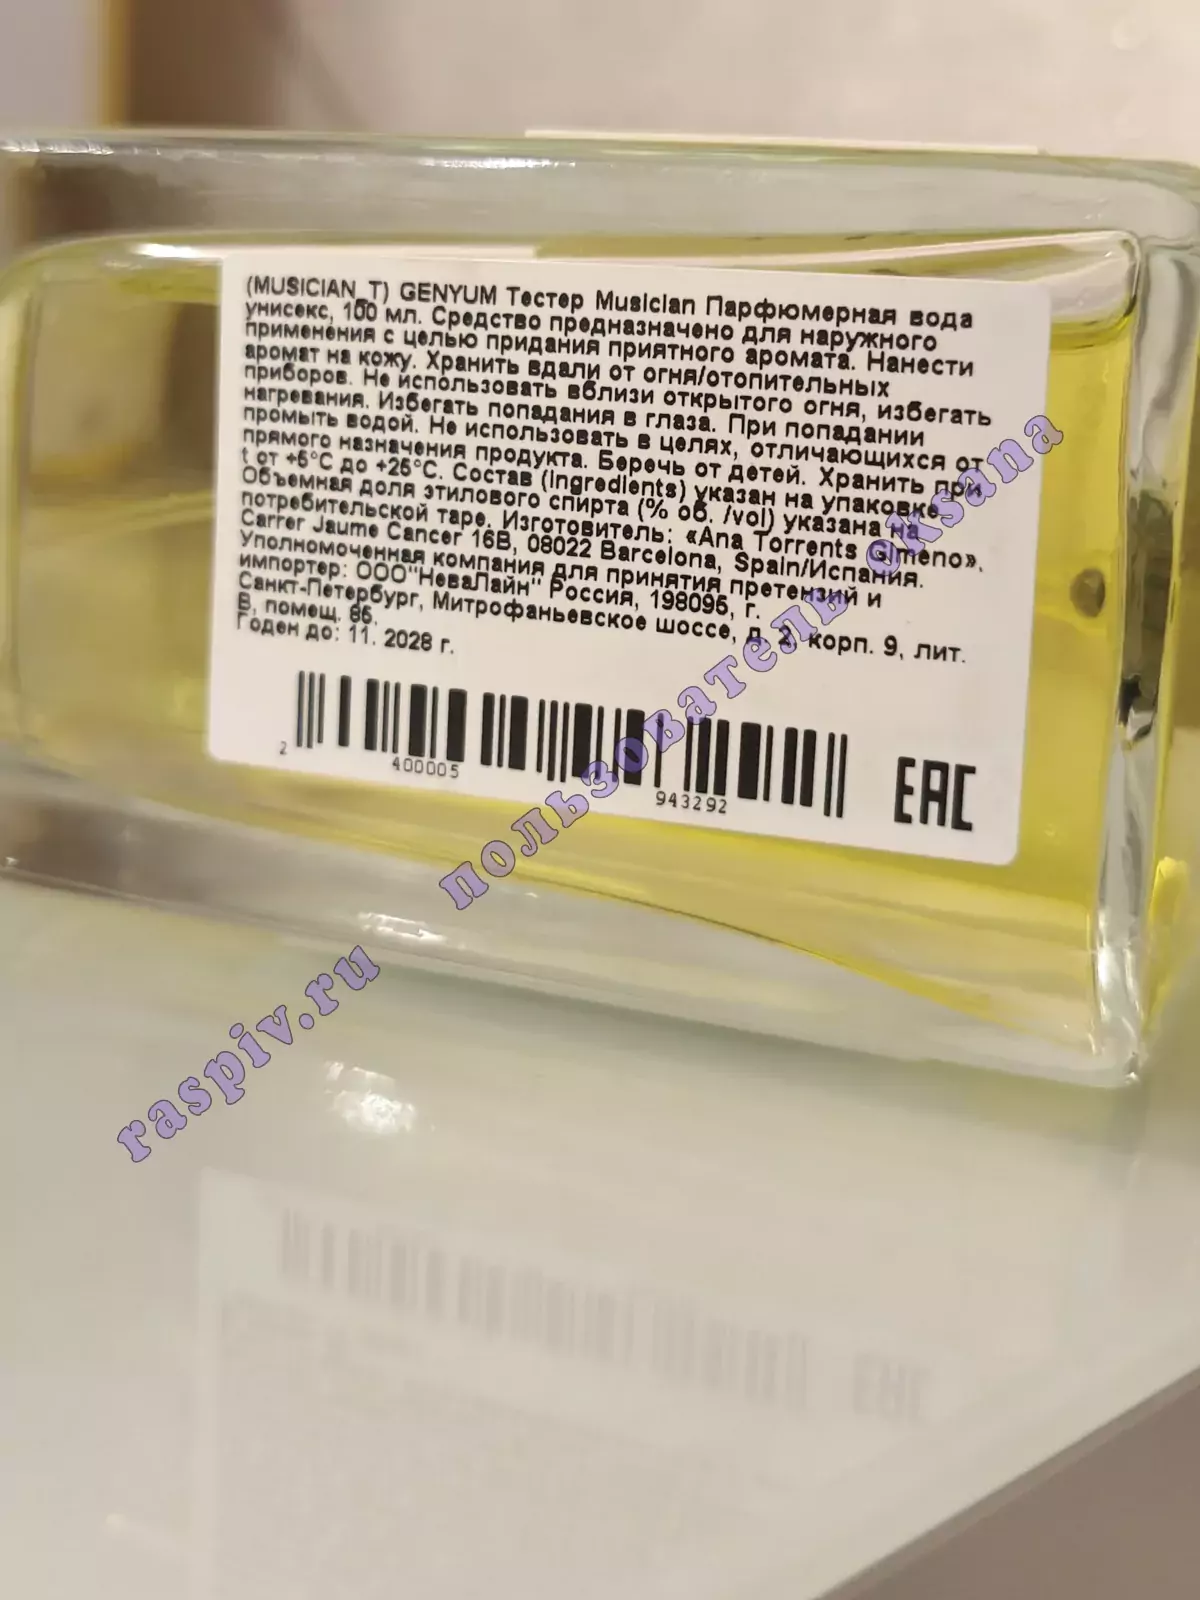 (MUSICIAN_T) GENYUM Тестер Musician Парфюмерная вода
унисекс, 100 мл. Средство предназначено для наружного
применения с целью придания приятного аромата. Нанести
аромат на кожу. Хранить вдали от огня/отопительных
приборов. Не использовать вблизи открытого огня, избегать
нагревания. Избегать попадания в глаза. При попадании
промыть водой. Не использовать в целях, отличающихся от
прямого назначения продукта. Беречь от детей. Хранить при
t от +5°С до +25°С. Состав (Ingredients) указан на упаковке.
Объемная доля этилового спирта (% об. /vol) указана на
потребительской таре. Изготовитель: «Ana Torrents Gimeno».
Carrer Jaume Cancer 16B, 08022 Barcelona, Spain/Испания.
Уполномоченная компания для принятия претензий и
импортер: ООО"НеваЛайн" Россия, 198095, г.
Санкт-Петербург, Митрофаньевское шоссе, д. 2, корп. 9, лит.
В, помещ. 86.
Годен до: 11. 2028 г.
2 400005 943292
EAC
raspiv.ru пользователь oksana